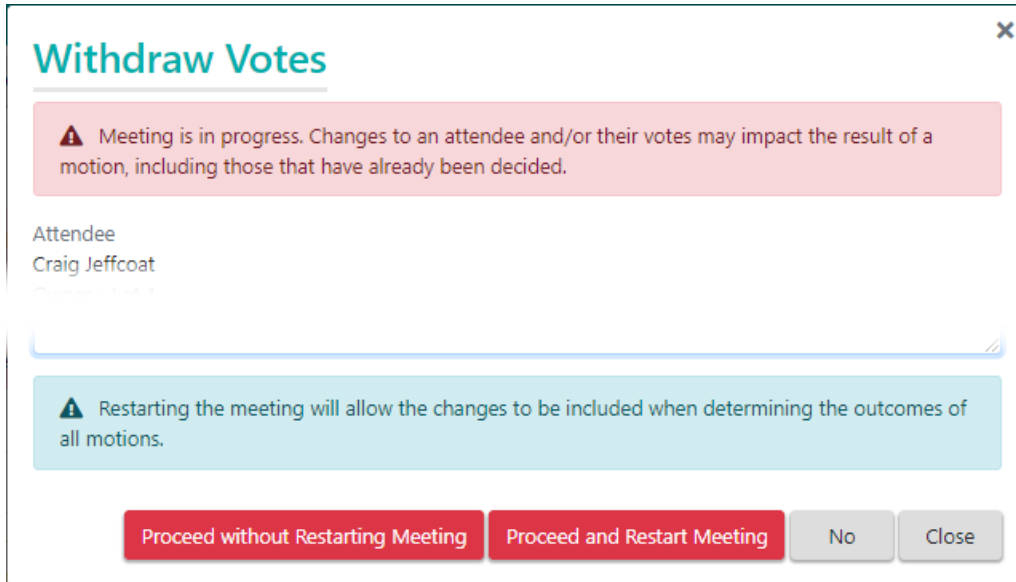 Withdraw Votes
Meeting is in progress. Changes to an attendee and/or their votes may impact the result of a
motion, including those that have already been decided.
Attendee
Craig Jeffcoat
Restarting the meeting will allow the changes to be included when determining the outcomes of
all motions.
Proceed without Restarting Meeting Proceed and Restart Meeting No Close